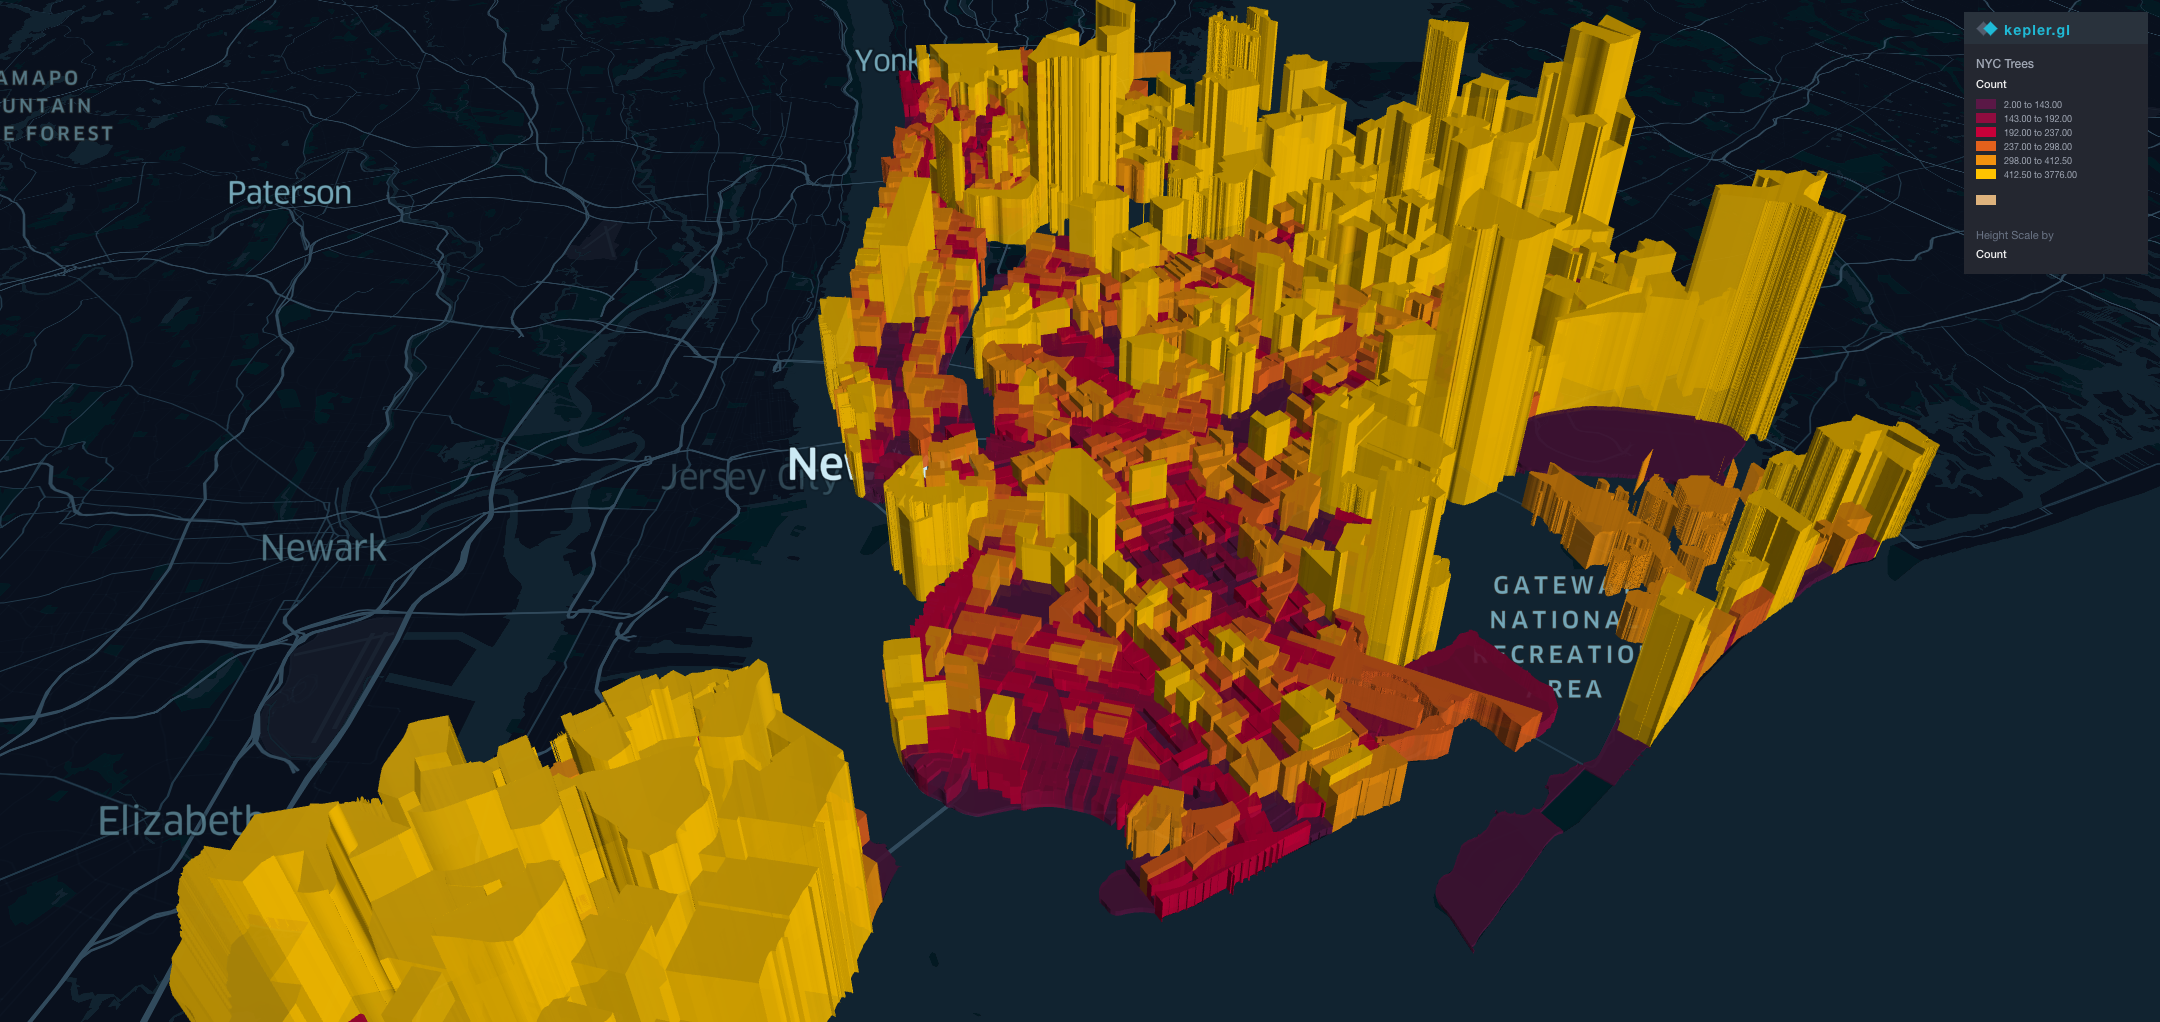 AMAPO
UNTAIN
E FOREST
Yonk
Paterson
Jersey City
New
Newark
Elizabeth
GATEWA
NATIONA
RECREATIO
REA
kepler.gl
NYC Trees
Count
2.00 to 143.00
143.00 to 192.00
192.00 to 237.00
237.00 to 298.00
298.00 to 412.50
412.50 to 3776.00
Height Scale by
Count